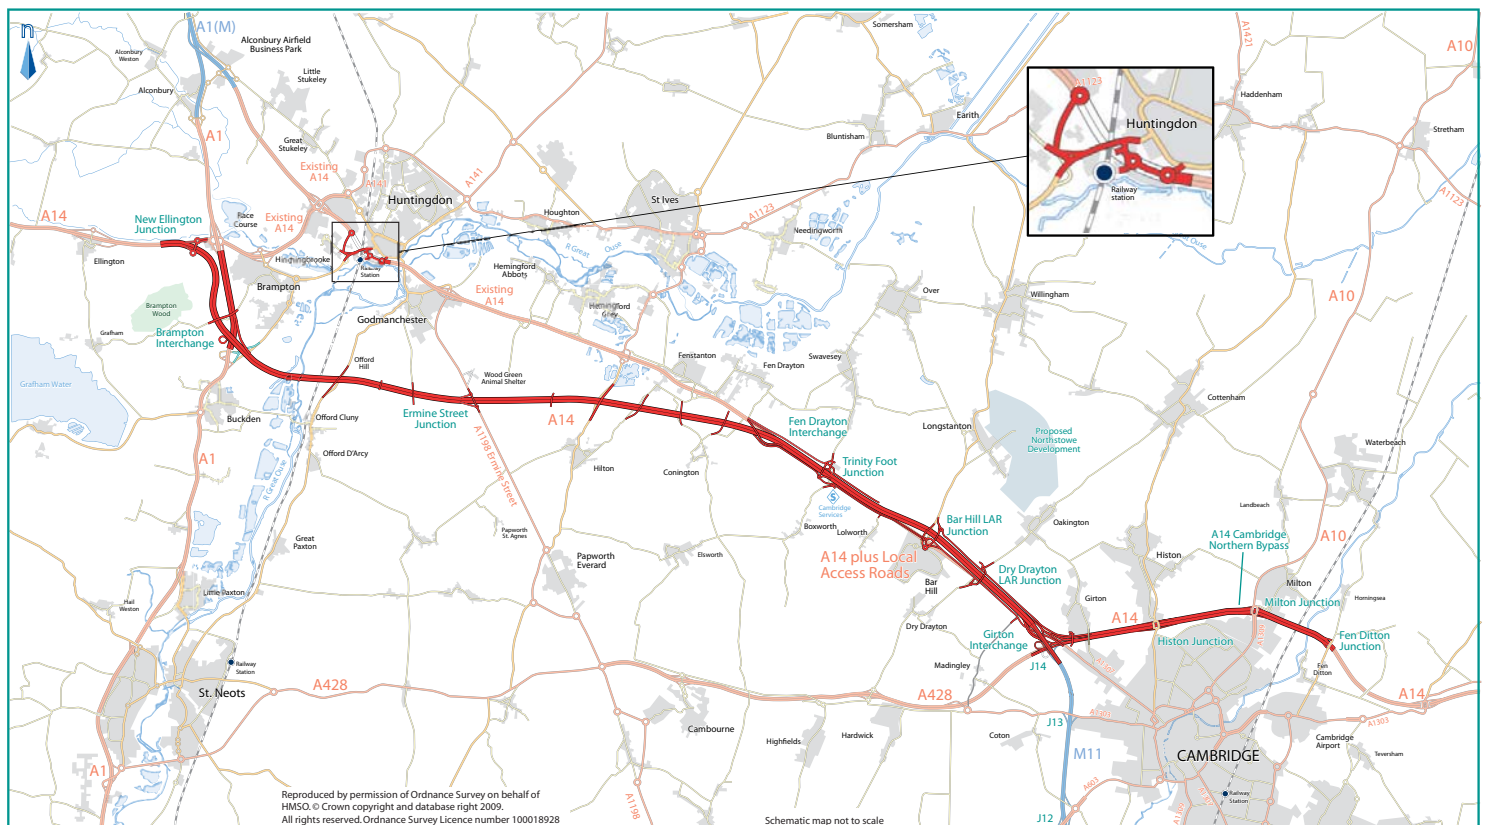 n
A1(M)
Alconbury Airfield
Business Park
Alconbury
Weston
Little
Stukeley
Alconbury
A1
Great
Stukeley
Existing
A14
A141
A141
Huntingdon
Somersham
A1421
A10
Haddenham
Earith
Bluntisham
Stretham
A1123
A1123
Huntingdon
Railway
station
A14
New Ellington
Junction
Race
Course
Existing
A14
Houghton
St Ives
A1123
Needingworth
Ellington
Hinchingbrooke
Railway
Station
R Great Ouse
Hemingford
Abbots
Ouse
Brampton
Existing
A14
Over
Willingham
A10
Brampton
Wood
Godmanchester
Hemingford
Grey
Grafham
Brampton
Interchange
Offord
Hill
Fenstanton
Swavesey
Fen Drayton
Wood Green
Animal Shelter
Grafham Water
Cottenham
Buckden
Offord Cluny
Ermine Street
Junction
A14
Fen Drayton
Interchange
Longstanton
Proposed
Northstowe
Development
Waterbeach
A1
Offord D'Arcy
R Great Ouse
A1198 Ermine Street
Hilton
Conington
Trinity Foot
Junction
S
Cambridge
Services
Landbeach
Great
Paxton
Papworth
St. Agnes
Boxworth
Lolworth
Bar Hill LAR
Junction
Oakington
A14 Cambridge
Northern Bypass
A10
Papworth
Everard
Elsworth
A14 plus Local
Access Roads
Histon
Dry Drayton
LAR Junction
Bar
Hill
Milton
Little Paxton
Hail
Weston
Girton
Horningsea
Milton Junction
A14
Dry Drayton
Girton
Interchange
Histon Junction
A1309
Fen Ditton
Junction
J14
A1307
Madingley
Fen
Ditton
Railway
Station
St. Neots
A428
A428
A14
J13
A1303
A1303
Cambourne
Highfields
Hardwick
Coton
CAMBRIDGE
Cambridge
Airport
Teversham
M11
A1
A603
Railway
Station
A1198
J12
Reproduced by permission of Ordnance Survey on behalf of
HMSO. © Crown copyright and database right 2009.
All rights reserved. Ordnance Survey Licence number 100018928
Schematic map not to scale